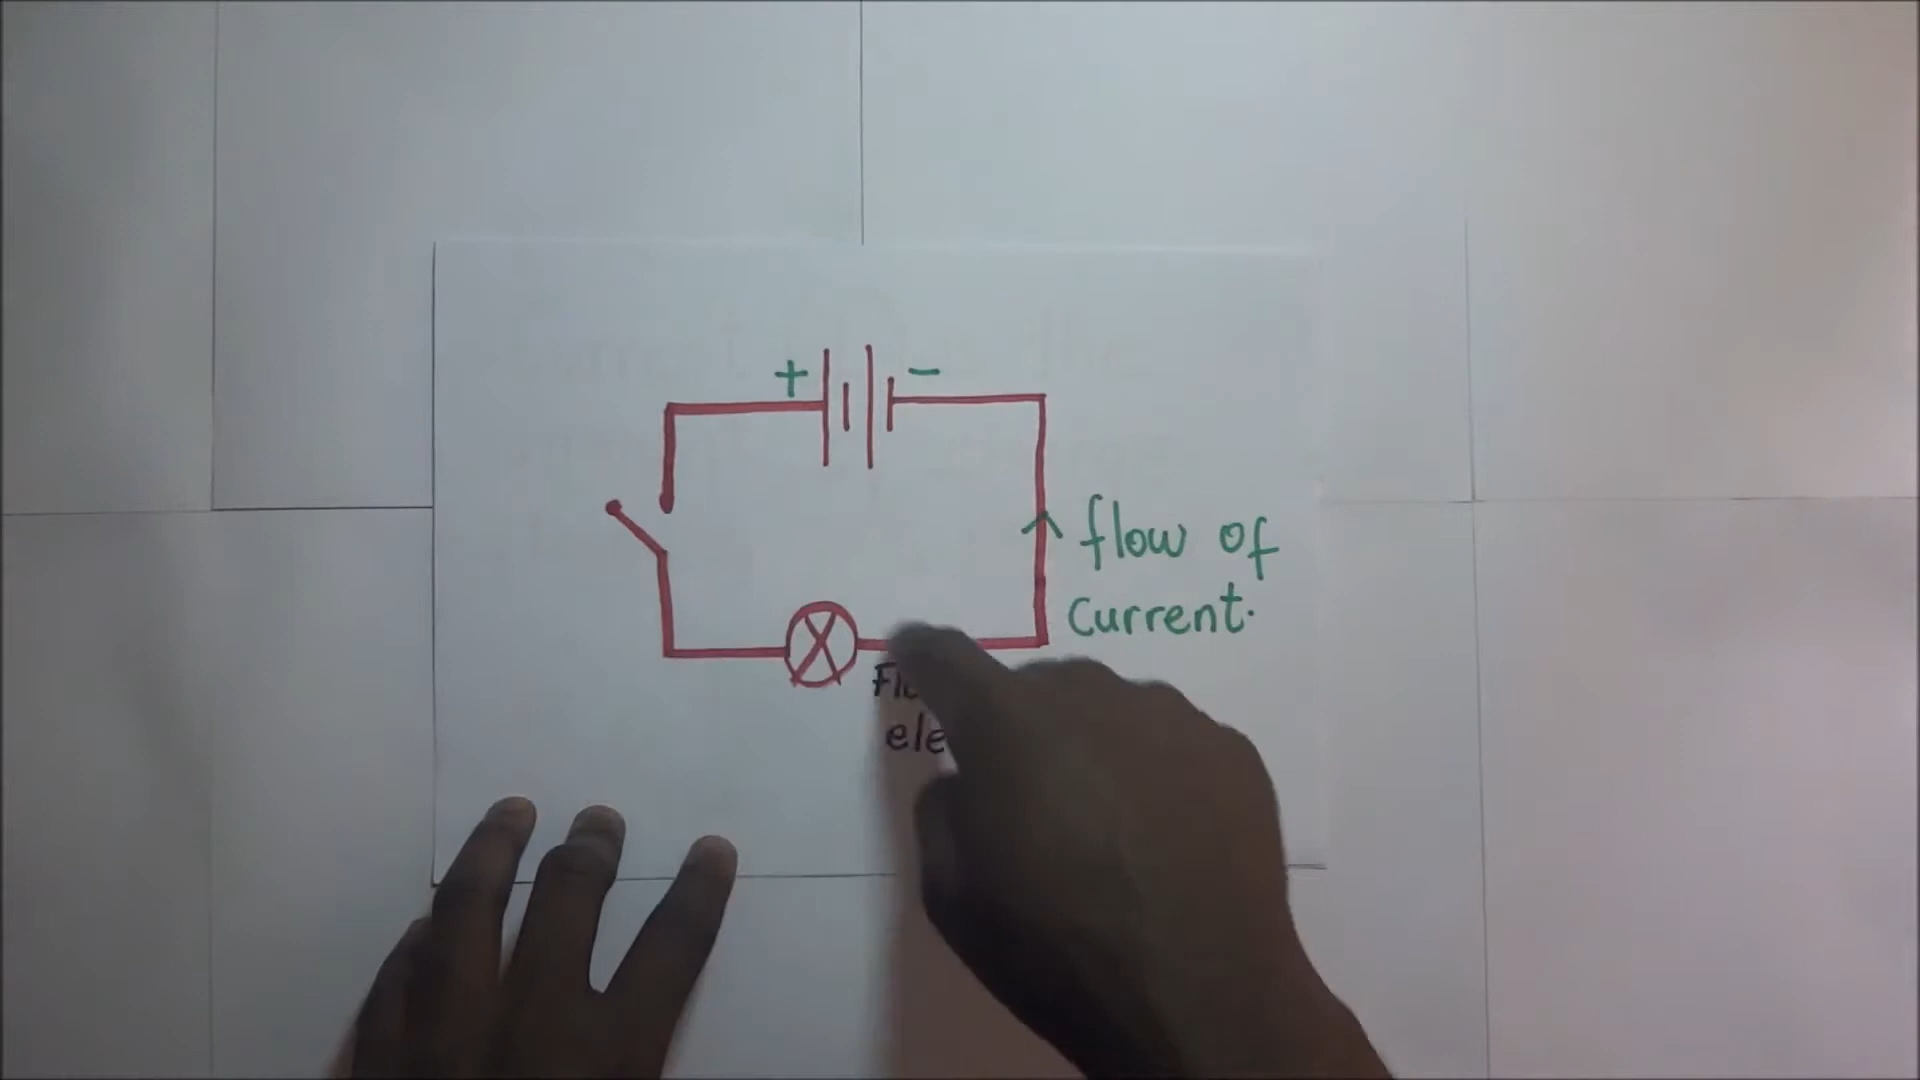 + -
flow of
current.